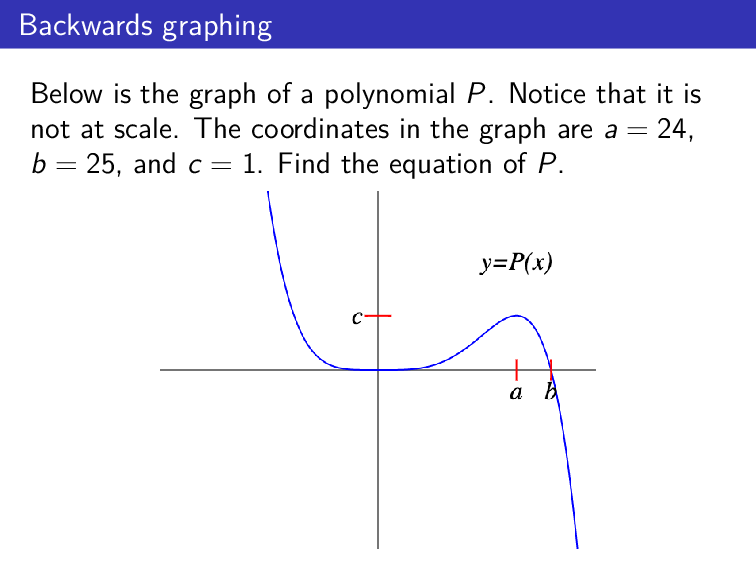 Backwards graphing
Below is the graph of a polynomial P. Notice that it is
not at scale. The coordinates in the graph are a = 24,
b = 25, and c = 1. Find the equation of P.
y=P(x)
c
a b